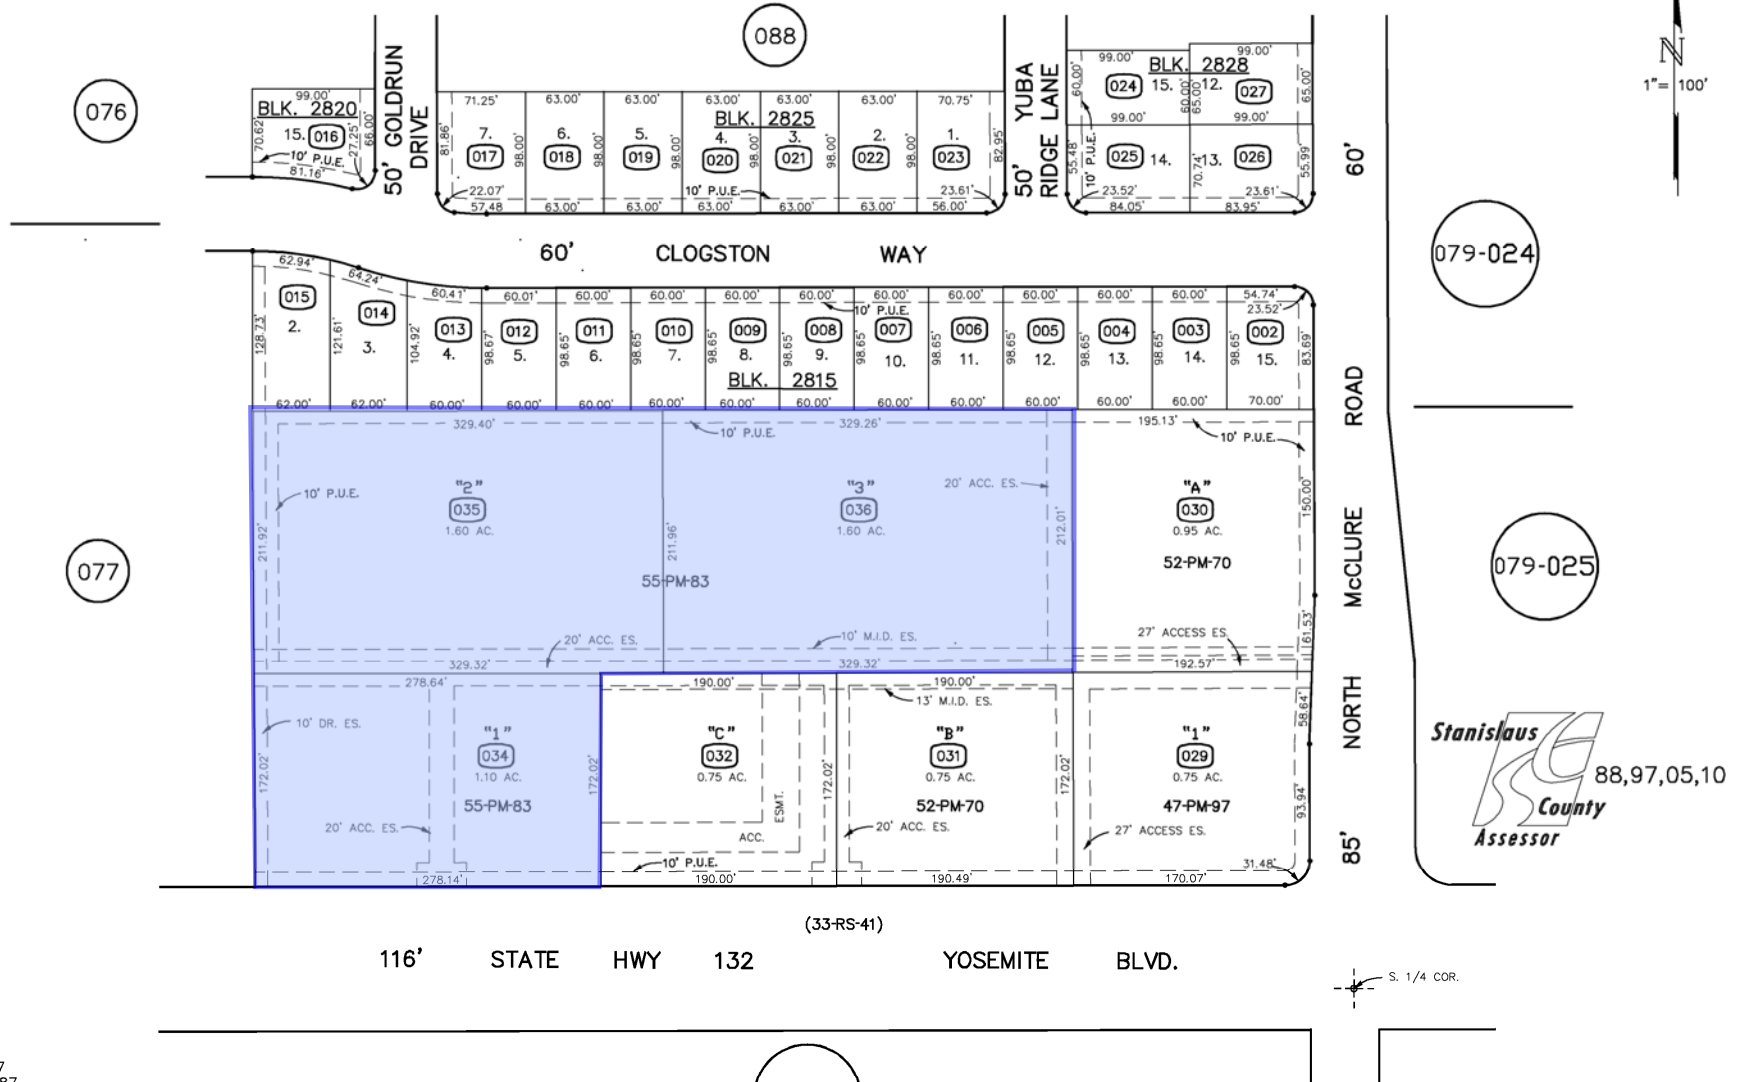 088
076
N
1"= 100'
99.00'
BLK. 2820
70.62'
15. 016
27.25'
66.00'
10' P.U.E.
81.16'
50' GOLDRUN DRIVE
71.25' 63.00' 63.00' 63.00' 63.00' 63.00' 70.75'
BLK. 2825
7. 6. 5. 4. 3. 2. 1.
81.86' 98.00' 98.00' 98.00' 98.00' 98.00' 98.00' 82.95'
017 018 019 020 021 022 023
22.07' 10' P.U.E. 23.61'
57.48 63.00' 63.00' 63.00' 63.00' 63.00' 56.00'
50' YUBA RIDGE LANE
99.00' 99.00'
BLK. 2828
60.00' 024 15. 60.00' 65.00' 12. 027 65.00'
99.00' 99.00'
55.48' 10' P.U.E. 025 14. 70.74' 13. 026 55.99'
23.52' 23.61'
84.05' 83.95'
60'
079-024
60' CLOGSTON WAY
62.94' 64.24' 60.41' 60.01' 60.00' 60.00' 60.00' 60.00' 60.00' 60.00' 60.00' 60.00' 60.00' 54.74'
10' P.U.E. 23.52'
015 014 013 012 011 010 009 008 007 006 005 004 003 002
2. 3. 4. 5. 6. 7. 8. 9. 10. 11. 12. 13. 14. 15.
128.73' 121.61' 104.92' 98.67' 98.65' 98.65' 98.65' 98.65' 98.65' 98.65' 98.65' 98.65' 98.65' 98.65' 83.69'
BLK. 2815
62.00' 62.00' 60.00' 60.00' 60.00' 60.00' 60.00' 60.00' 60.00' 60.00' 60.00' 60.00' 60.00' 70.00'
329.40' 10' P.U.E. 329.26' 195.13' 10' P.U.E.
10' P.U.E.
"2"
035
1.60 AC.
211.92'
211.96'
"3"
036
1.60 AC.
20' ACC. ES.
212.01'
55-PM-83
"A"
030
0.95 AC.
52-PM-70
150.00'
61.53'
20' ACC. ES.
10' M.I.D. ES.
27' ACCESS ES.
329.32' 329.32' 192.57'
077
079-025
NORTH McCLURE ROAD
85'
278.64' 190.00' 190.00'
13' M.I.D. ES.
10' DR. ES.
"1"
034
1.10 AC.
55-PM-83
172.02'
172.02'
20' ACC. ES.
278.14'
"C"
032
0.75 AC.
ACC. ESMT.
10' P.U.E.
172.02'
190.00'
"B"
031
0.75 AC.
52-PM-70
20' ACC. ES.
172.02'
190.49'
"1"
029
0.75 AC.
47-PM-97
27' ACCESS ES.
58.64'
93.94'
31.48'
170.07'
Stanislaus
County
Assessor
88,97,05,10
(33-RS-41)
116' STATE HWY 132 YOSEMITE BLVD.
S. 1/4 COR.